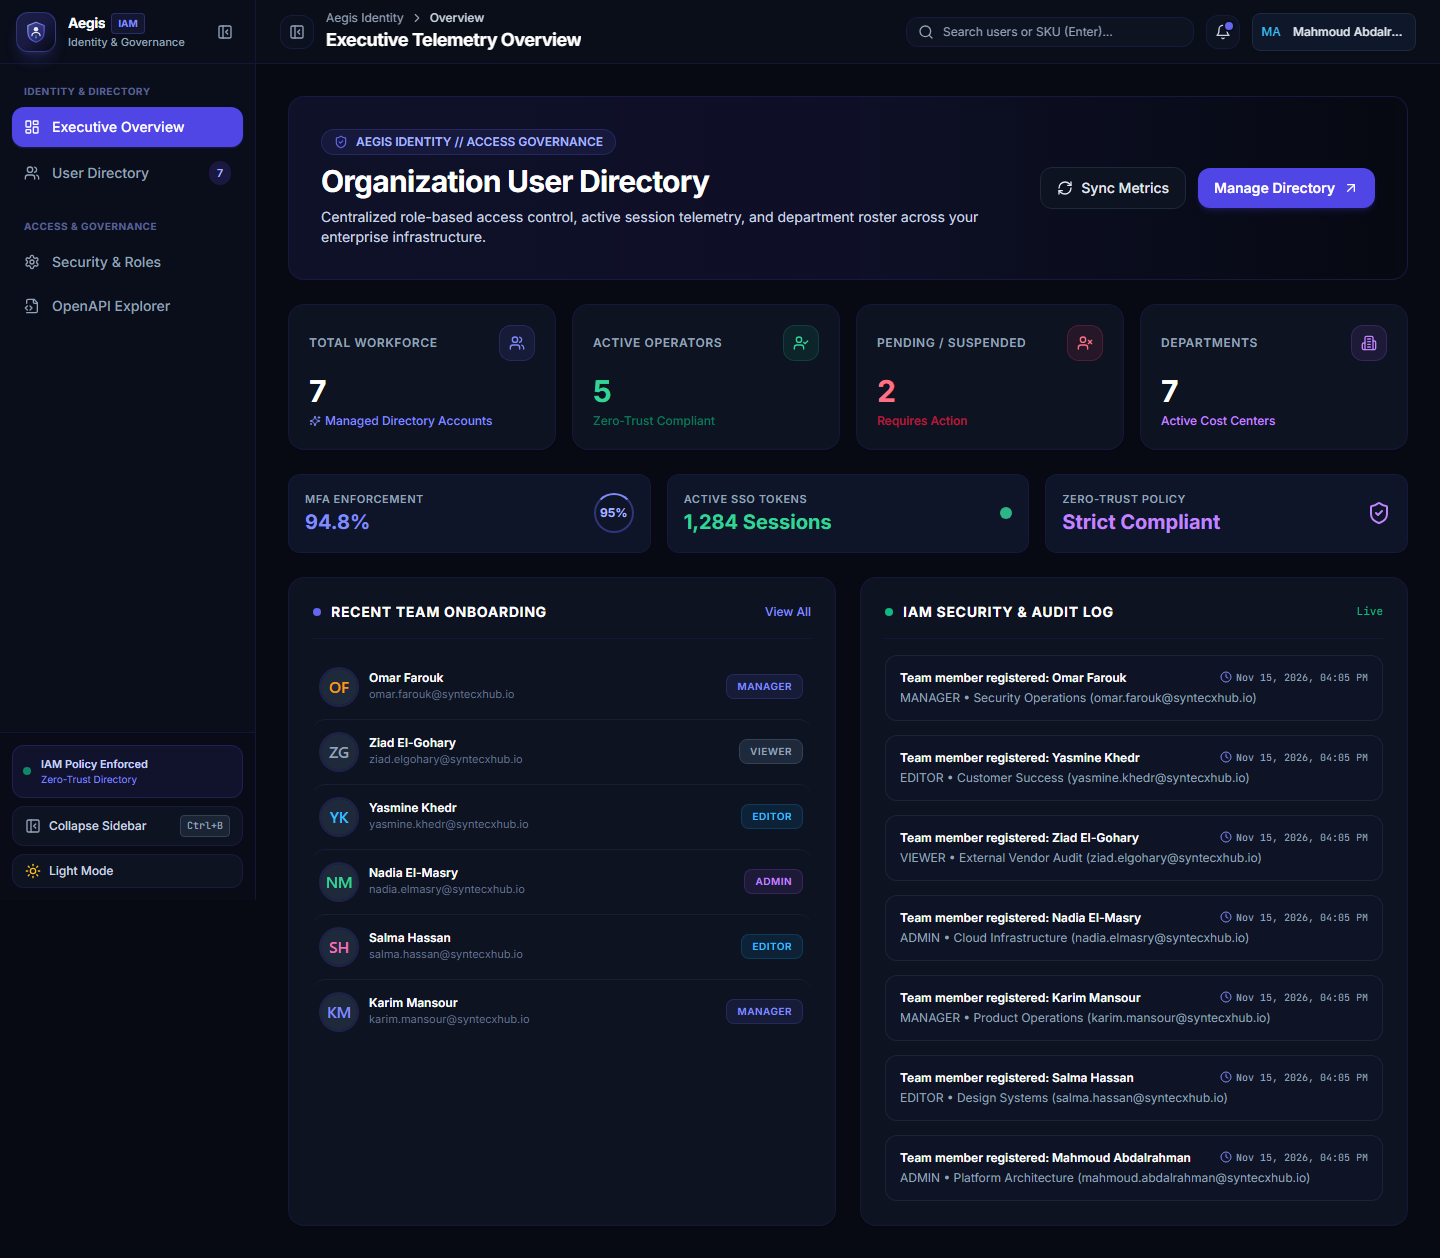 Aegis IAM
Identity & Governance
IDENTITY & DIRECTORY
Executive Overview
User Directory 7
ACCESS & GOVERNANCE
Security & Roles
OpenAPI Explorer
IAM Policy Enforced
Zero-Trust Directory
Collapse Sidebar Ctrl+B
Light Mode
Aegis Identity > Overview
Executive Telemetry Overview
Search users or SKU (Enter)...
MA Mahmoud Abdalr...
AEGIS IDENTITY // ACCESS GOVERNANCE
Organization User Directory
Centralized role-based access control, active session telemetry, and department roster across your
enterprise infrastructure.
Sync Metrics
Manage Directory
TOTAL WORKFORCE
7
Managed Directory Accounts
ACTIVE OPERATORS
5
Zero-Trust Compliant
PENDING / SUSPENDED
2
Requires Action
DEPARTMENTS
7
Active Cost Centers
MFA ENFORCEMENT
94.8%
95%
ACTIVE SSO TOKENS
1,284 Sessions
ZERO-TRUST POLICY
Strict Compliant
RECENT TEAM ONBOARDING
View All
OF
Omar Farouk
omar.farouk@syntecxhub.io
MANAGER
ZG
Ziad El-Gohary
ziad.elgohary@syntecxhub.io
VIEWER
YK
Yasmine Khedr
yasmine.khedr@syntecxhub.io
EDITOR
NM
Nadia El-Masry
nadia.elmasry@syntecxhub.io
ADMIN
SH
Salma Hassan
salma.hassan@syntecxhub.io
EDITOR
KM
Karim Mansour
karim.mansour@syntecxhub.io
MANAGER
IAM SECURITY & AUDIT LOG
Live
Team member registered: Omar Farouk Nov 15, 2026, 04:05 PM
MANAGER • Security Operations (omar.farouk@syntecxhub.io)
Team member registered: Yasmine Khedr Nov 15, 2026, 04:05 PM
EDITOR • Customer Success (yasmine.khedr@syntecxhub.io)
Team member registered: Ziad El-Gohary Nov 15, 2026, 04:05 PM
VIEWER • External Vendor Audit (ziad.elgohary@syntecxhub.io)
Team member registered: Nadia El-Masry Nov 15, 2026, 04:05 PM
ADMIN • Cloud Infrastructure (nadia.elmasry@syntecxhub.io)
Team member registered: Karim Mansour Nov 15, 2026, 04:05 PM
MANAGER • Product Operations (karim.mansour@syntecxhub.io)
Team member registered: Salma Hassan Nov 15, 2026, 04:05 PM
EDITOR • Design Systems (salma.hassan@syntecxhub.io)
Team member registered: Mahmoud Abdalrahman Nov 15, 2026, 04:05 PM
ADMIN • Platform Architecture (mahmoud.abdalrahman@syntecxhub.io)